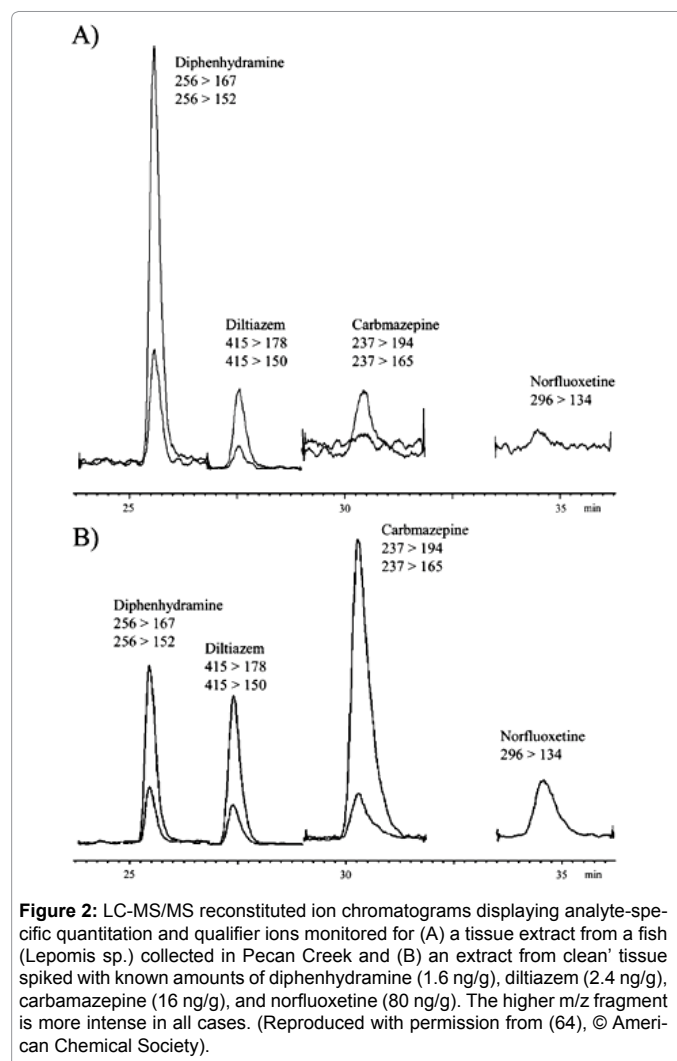 A)
Diphenhydramine
256 > 167
256 > 152
Diltiazem
415 > 178
415 > 150
Carbmazepine
237 > 194
237 > 165
Norfluoxetine
296 > 134
25
30
35
min
B)
Carbmazepine
237 > 194
237 > 165
Diphenhydramine
256 > 167
256 > 152
Diltiazem
415 > 178
415 > 150
Norfluoxetine
296 > 134
25
30
35
min
Figure 2: LC-MS/MS reconstituted ion chromatograms displaying analyte-spe-
cific quantitation and qualifier ions monitored for (A) a tissue extract from a fish
(Lepomis sp.) collected in Pecan Creek and (B) an extract from clean’ tissue
spiked with known amounts of diphenhydramine (1.6 ng/g), diltiazem (2.4 ng/g),
carbamazepine (16 ng/g), and norfluoxetine (80 ng/g). The higher m/z fragment
is more intense in all cases. (Reproduced with permission from (64), © Ameri-
can Chemical Society).